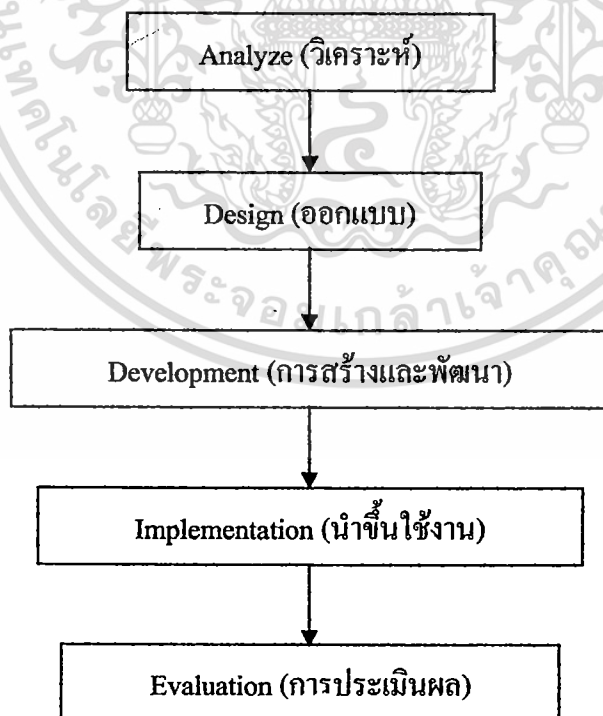 Analyze (วิเคราะห์)
Design (ออกแบบ)
Development (การสร้างและพัฒนา)
Implementation (นำขึ้นใช้งาน)
Evaluation (การประเมินผล)